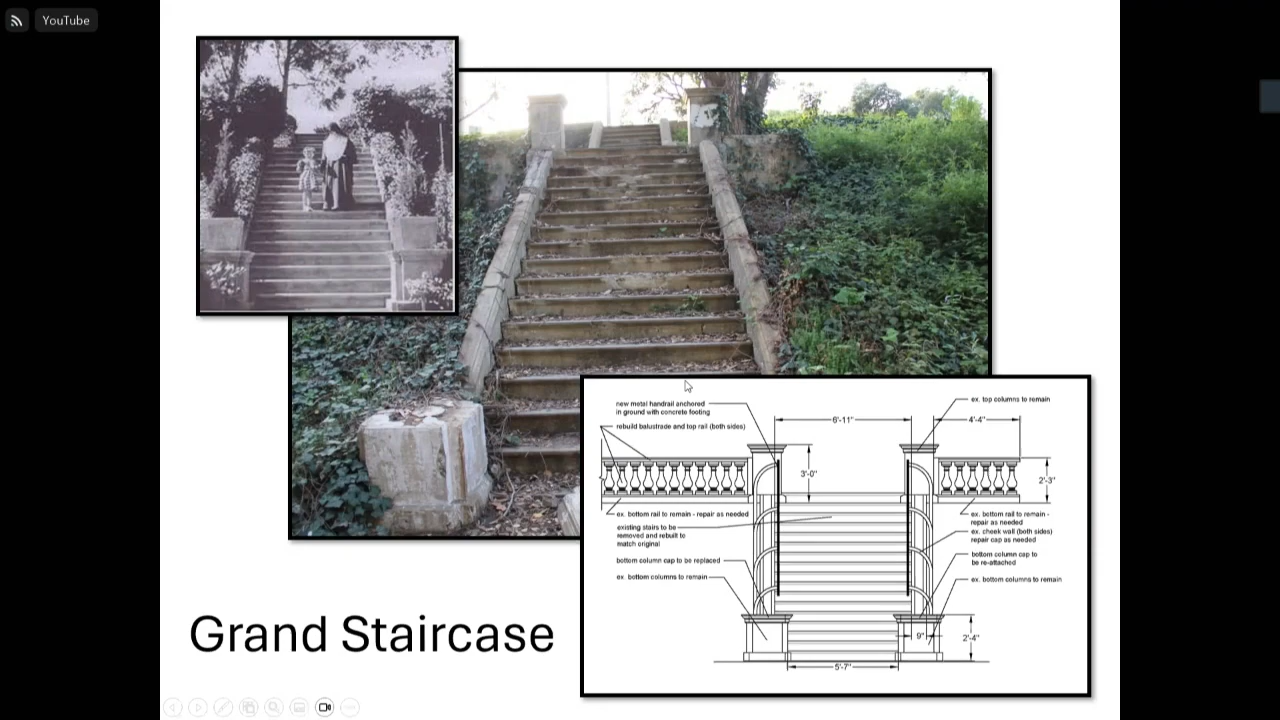 YouTube
new metal handrail anchored
in ground with concrete footing
rebuild balustrade and top rail (both sides)
ex. top columns to remain
6'-11"
4'-4"
3'-0"
2'-3"
ex. bottom rail to remain - repair as needed
existing stairs to be
removed and rebuilt to
match original
bottom column cap to be replaced
ex. bottom columns to remain
ex. bottom rail to remain -
repair as needed
ex. cheek wall (both sides)
repair cap as needed
bottom column cap to
be re-attached
ex. bottom columns to remain
9"
2'-4"
5'-7"
Grand Staircase